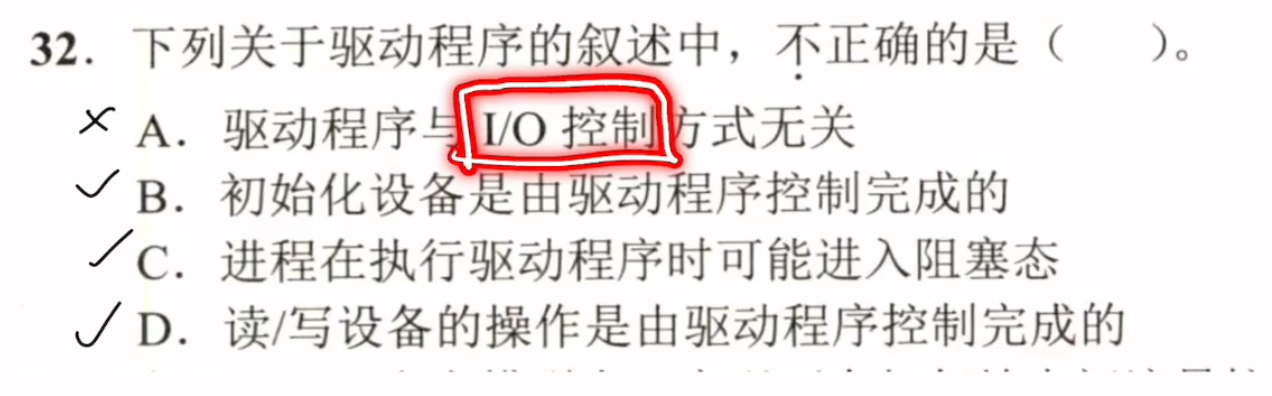 32. 下列关于驱动程序的叙述中，不正确的是（ ）。
× A. 驱动程序与 I/O 控制方式无关
✓ B. 初始化设备是由驱动程序控制完成的
✓ C. 进程在执行驱动程序时可能进入阻塞态
✓ D. 读/写设备的操作是由驱动程序控制完成的